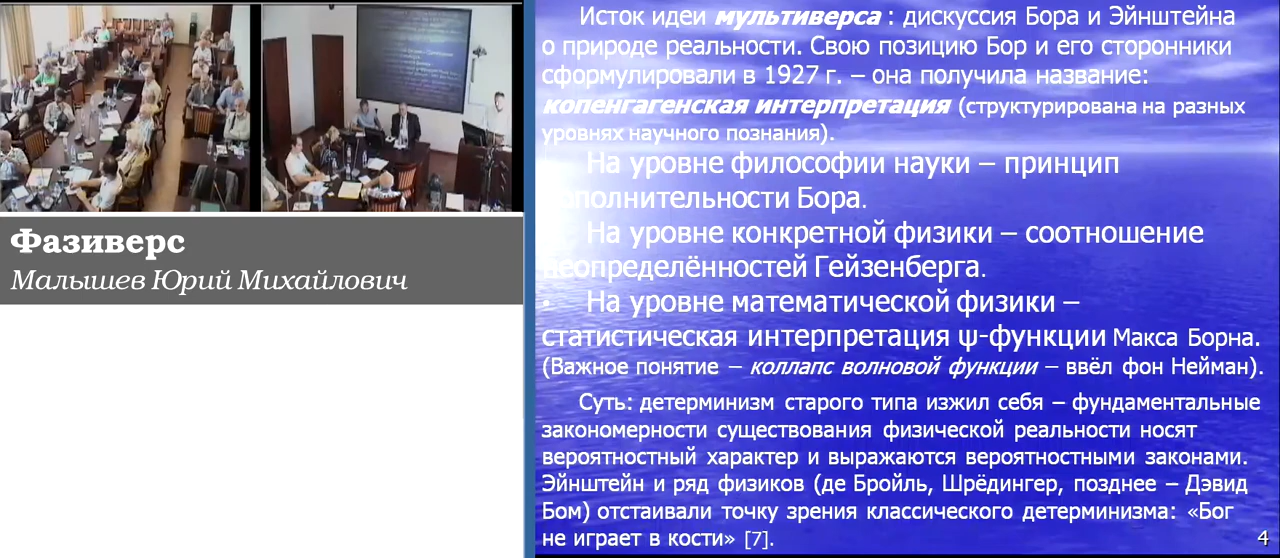 Фазиверс
Малышев Юрий Михайлович
Исток идеи мультиверса : дискуссия Бора и Эйнштейна
о природе реальности. Свою позицию Бор и его сторонники
сформулировали в 1927 г. – она получила название:
копенгагенская интерпретация (структурирована на разных
уровнях научного познания).
На уровне философии науки – принцип
дополнительности Бора.
На уровне конкретной физики – соотношение
неопределённостей Гейзенберга.
• На уровне математической физики –
статистическая интерпретация ψ-функции Макса Борна.
(Важное понятие – коллапс волновой функции – ввёл фон Нейман).
Суть: детерминизм старого типа изжил себя – фундаментальные
закономерности существования физической реальности носят
вероятностный характер и выражаются вероятностными законами.
Эйнштейн и ряд физиков (де Бройль, Шрёдингер, позднее – Дэвид
Бом) отстаивали точку зрения классического детерминизма: «Бог
не играет в кости» [7].
4